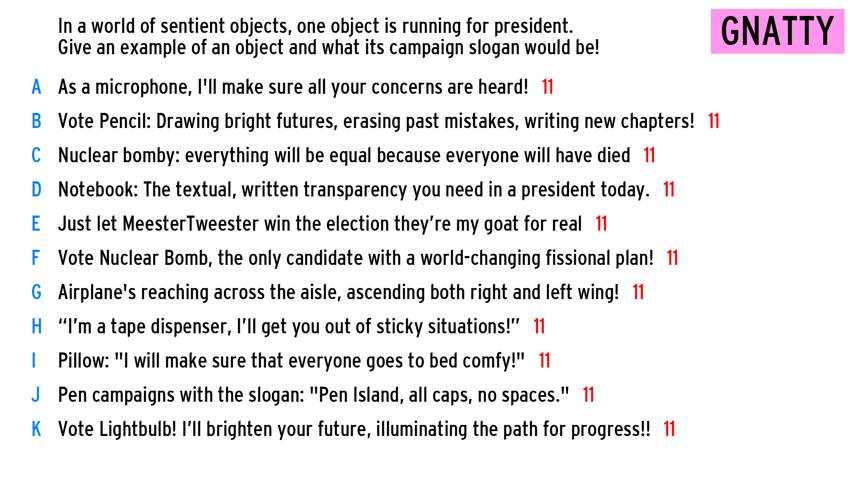 In a world of sentient objects, one object is running for president.
Give an example of an object and what its campaign slogan would be!
GNATTY
A As a microphone, I'll make sure all your concerns are heard! 11
B Vote Pencil: Drawing bright futures, erasing past mistakes, writing new chapters! 11
C Nuclear bomby: everything will be equal because everyone will have died 11
D Notebook: The textual, written transparency you need in a president today. 11
E Just let MeesterTweester win the election they’re my goat for real 11
F Vote Nuclear Bomb, the only candidate with a world-changing fissional plan! 11
G Airplane's reaching across the aisle, ascending both right and left wing! 11
H “I’m a tape dispenser, I’ll get you out of sticky situations!” 11
I Pillow: "I will make sure that everyone goes to bed comfy!" 11
J Pen campaigns with the slogan: "Pen Island, all caps, no spaces." 11
K Vote Lightbulb! I’ll brighten your future, illuminating the path for progress!! 11